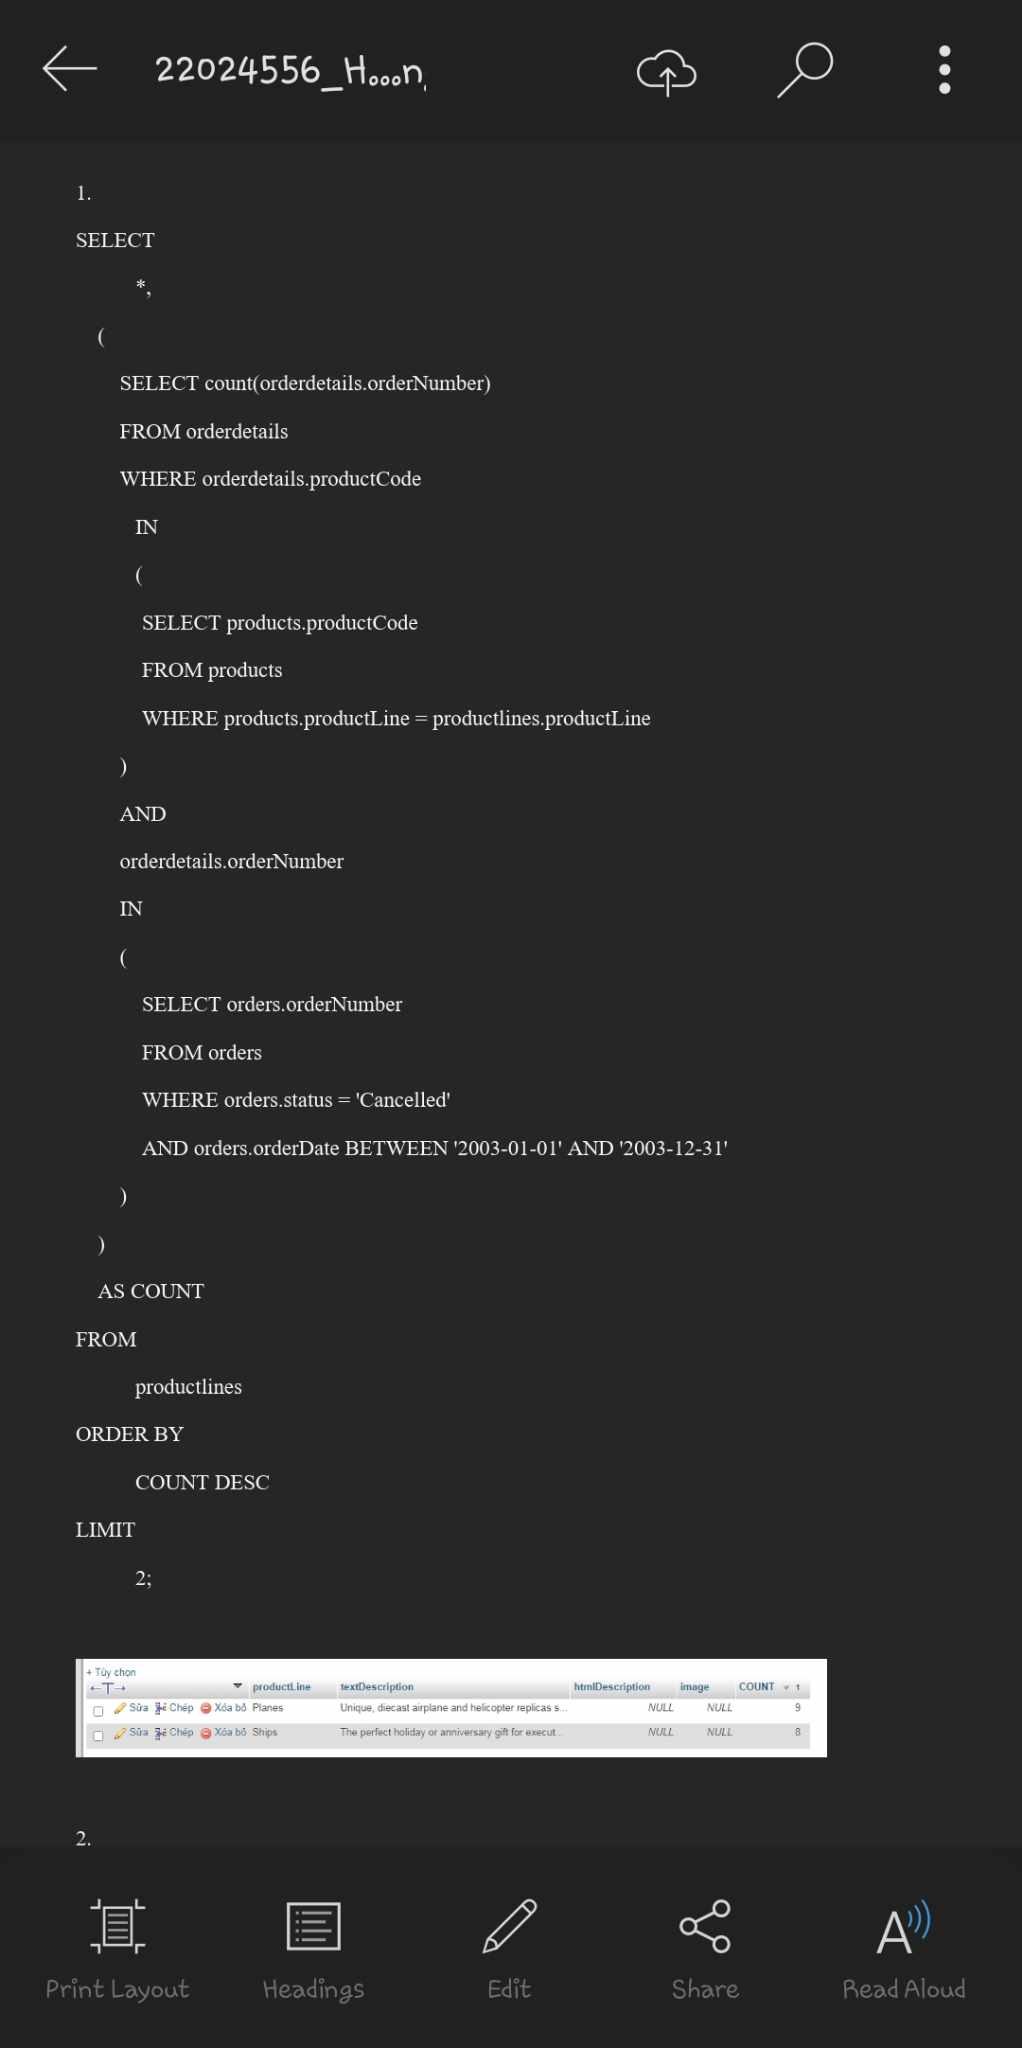 22024556_H...n.
1.
SELECT
*,
(
SELECT count(orderdetails.orderNumber)
FROM orderdetails
WHERE orderdetails.productCode
IN
(
SELECT products.productCode
FROM products
WHERE products.productLine = productlines.productLine
)
AND
orderdetails.orderNumber
IN
(
SELECT orders.orderNumber
FROM orders
WHERE orders.status = 'Cancelled'
AND orders.orderDate BETWEEN '2003-01-01' AND '2003-12-31'
)
)
AS COUNT
FROM
productlines
ORDER BY
COUNT DESC
LIMIT
2;
+ Tùy chọn
←T→ productLine textDescription htmlDescription image COUNT 1
Sửa Chép Xóa bỏ Planes Unique, diecast airplane and helicopter replicas s... NULL NULL 9
Sửa Chép Xóa bỏ Ships The perfect holiday or anniversary gift for execut... NULL NULL 8
2.
Print Layout Headings Edit Share Read Aloud